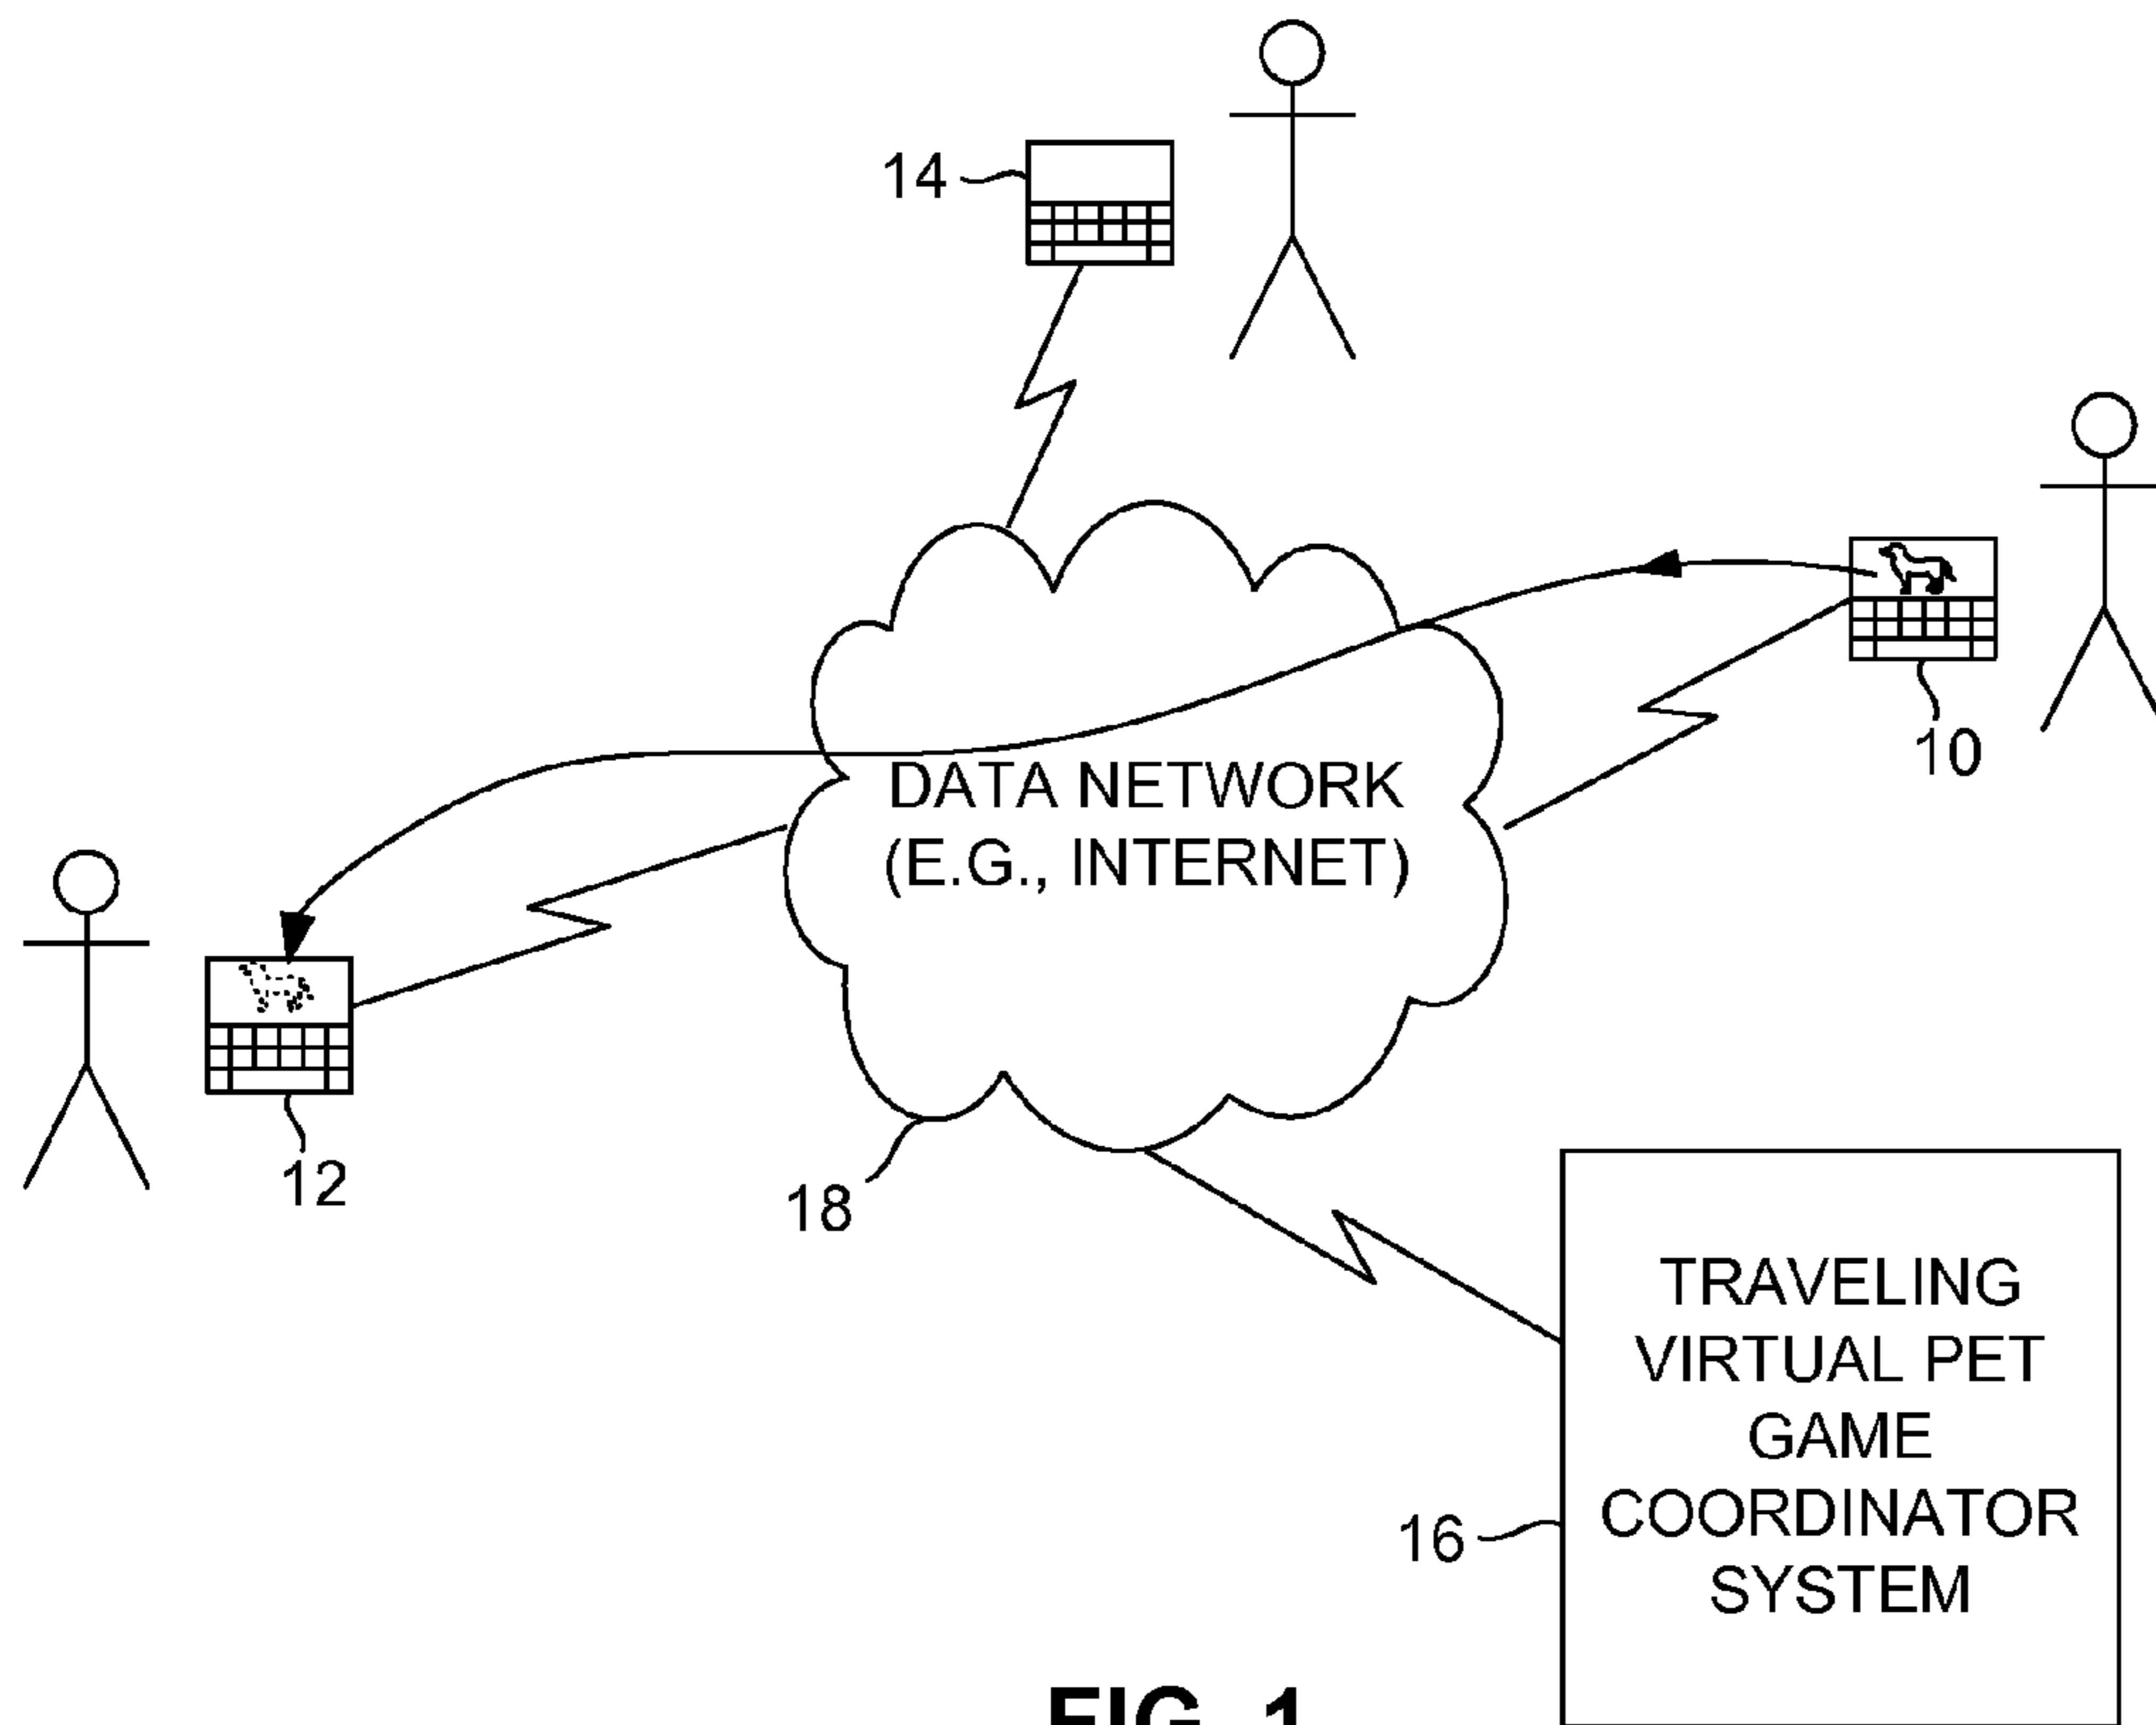 14
10
DATA NETWORK
(E.G., INTERNET)
12
18
TRAVELING
VIRTUAL PET
GAME
COORDINATOR
SYSTEM
16
FIG. 1